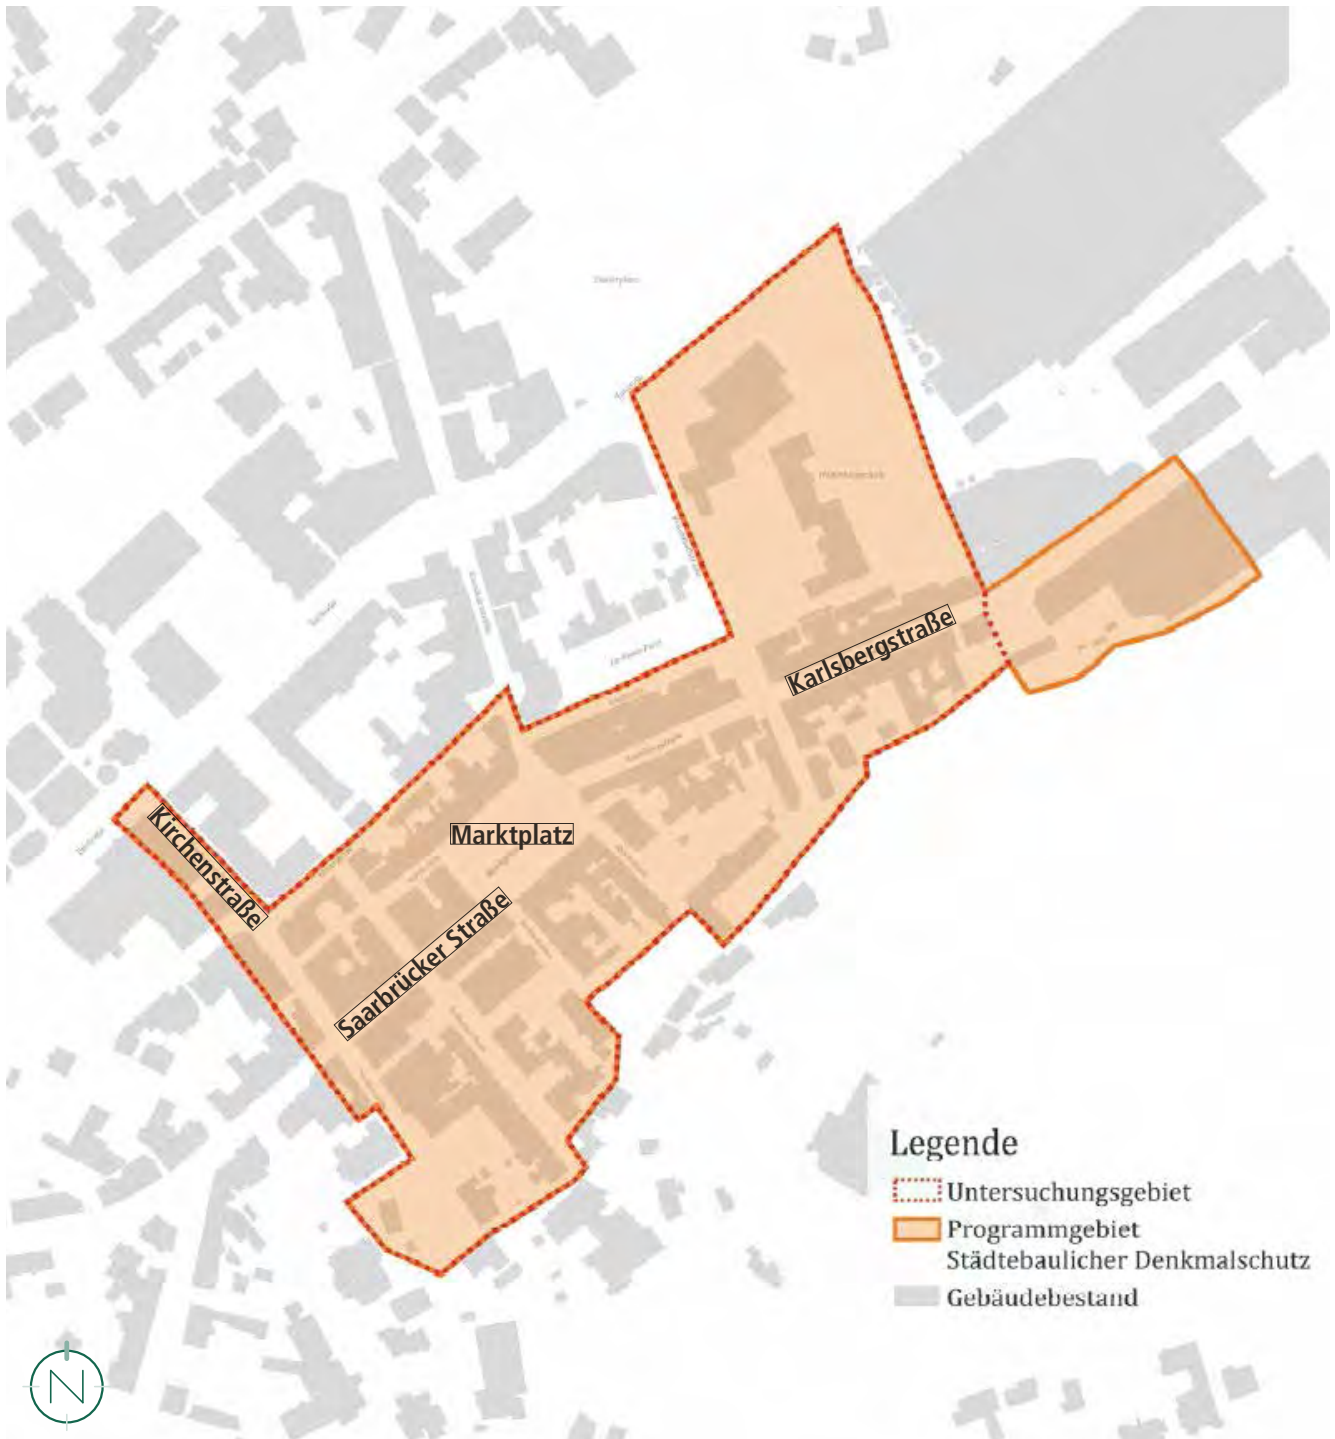 Karlsbergstraße
Marktplatz
Kirchenstraße
Saarbrücker Straße
Legende
Untersuchungsgebiet
Programmgebiet
Städtebaulicher Denkmalschutz
Gebäudebestand
N